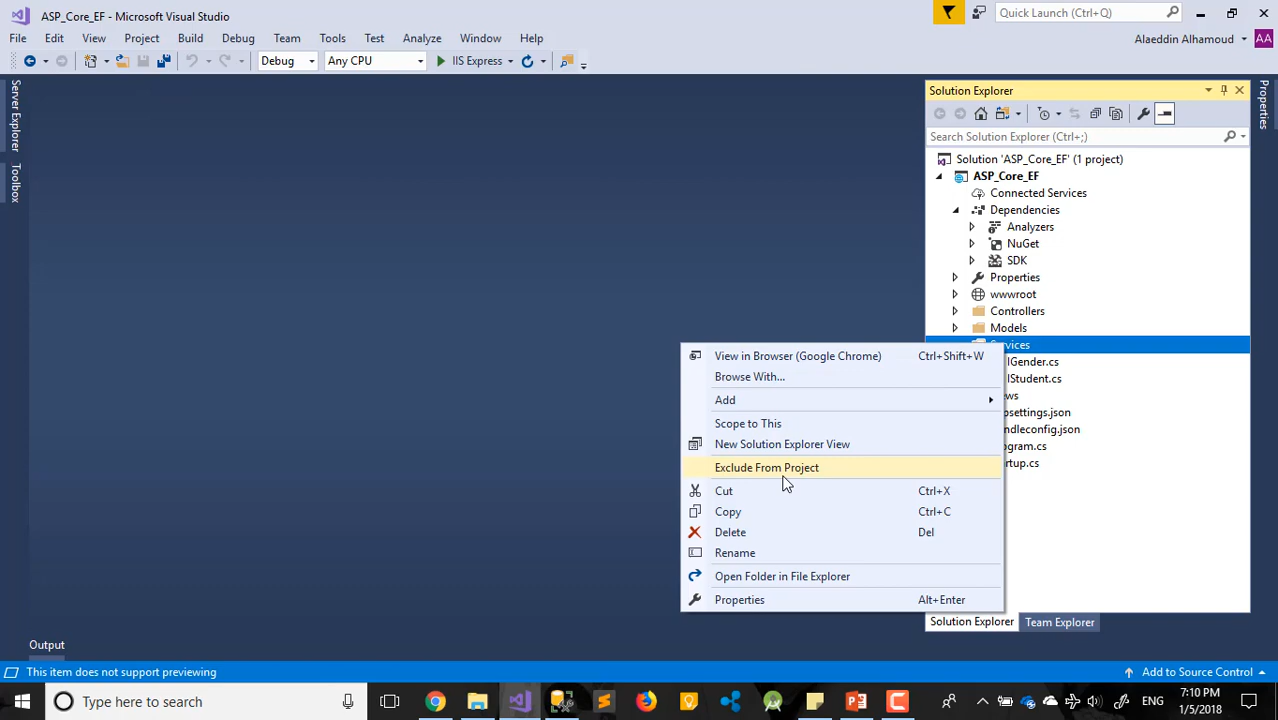 ASP_Core_EF - Microsoft Visual Studio
Quick Launch (Ctrl+Q)
File Edit View Project Build Debug Team Tools Test Analyze Window Help
Alaeddin Alhamoud AA
Debug Any CPU IIS Express
Server Explorer
Toolbox
Solution Explorer
Properties
Search Solution Explorer (Ctrl+;)
Solution 'ASP_Core_EF' (1 project)
ASP_Core_EF
Connected Services
Dependencies
Analyzers
NuGet
SDK
Properties
wwwroot
Controllers
Models
ervices
IGender.cs
IStudent.cs
ws
psettings.json
ndleconfig.json
ogram.cs
artup.cs
View in Browser (Google Chrome) Ctrl+Shift+W
Browse With...
Add
Scope to This
New Solution Explorer View
Exclude From Project
Cut Ctrl+X
Copy Ctrl+C
Delete Del
Rename
Open Folder in File Explorer
Properties Alt+Enter
Solution Explorer Team Explorer
Output
This item does not support previewing
Add to Source Control
Type here to search
ENG
7:10 PM
1/5/2018